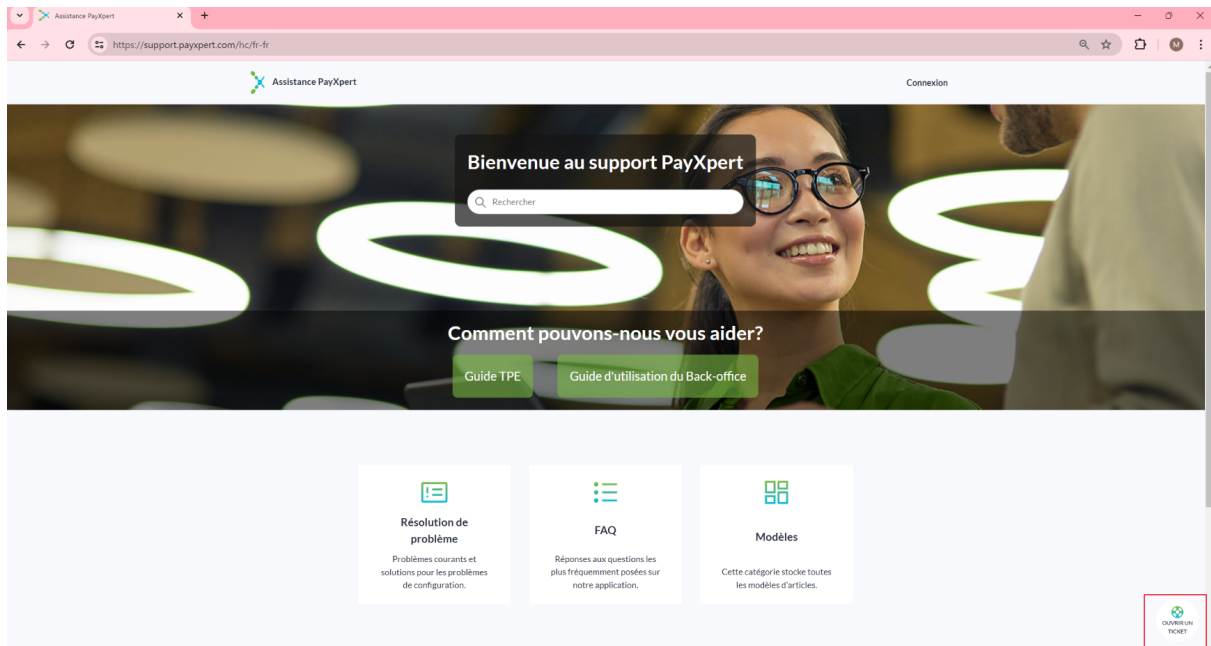 Assistance PayXpert
https://support.payxpert.com/hc/fr-fr
M
Assistance PayXpert
Connexion
Bienvenue au support PayXpert
Rechercher
Comment pouvons-nous vous aider?
Guide TPE
Guide d'utilisation du Back-office
Résolution de
problème
Problèmes courants et
solutions pour les problèmes
de configuration.
FAQ
Réponses aux questions les
plus fréquemment posées sur
notre application.
Modèles
Cette catégorie stocke toutes
les modèles d'articles.
OUVRIR UN
TICKET